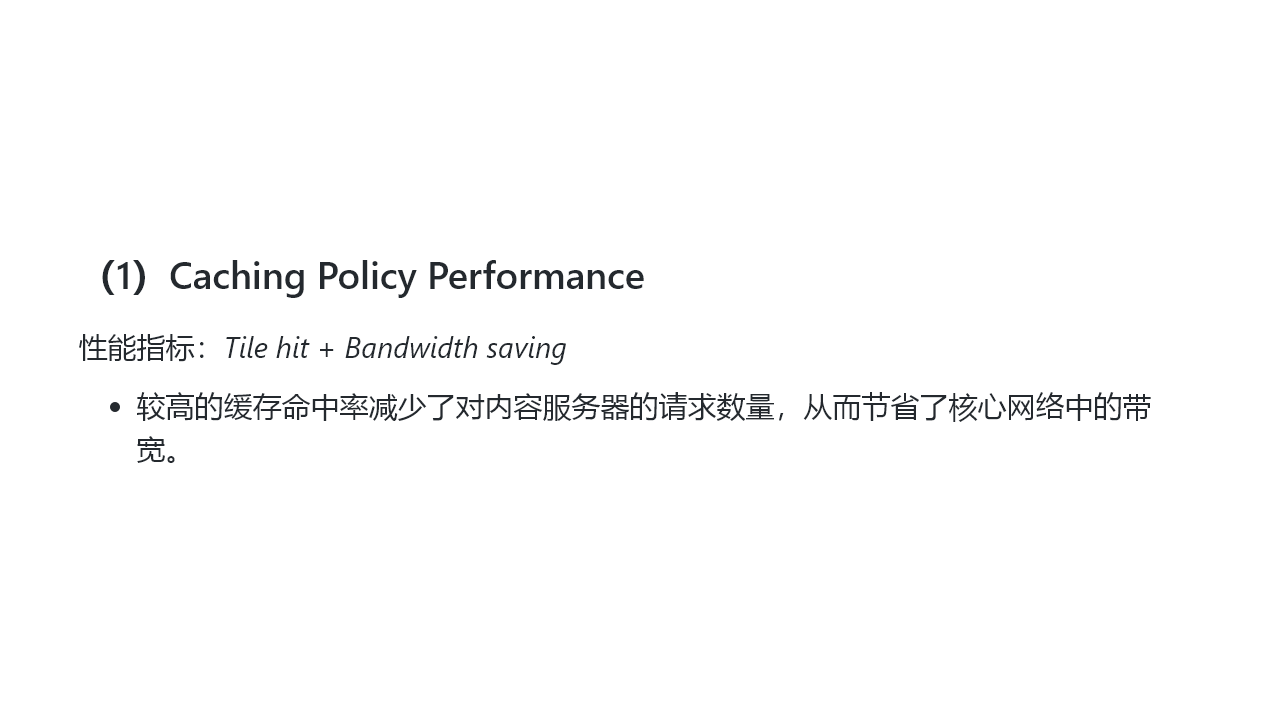 （1）Caching Policy Performance
性能指标：Tile hit + Bandwidth saving
• 较高的缓存命中率减少了对内容服务器的请求数量，从而节省了核心网络中的带
宽。